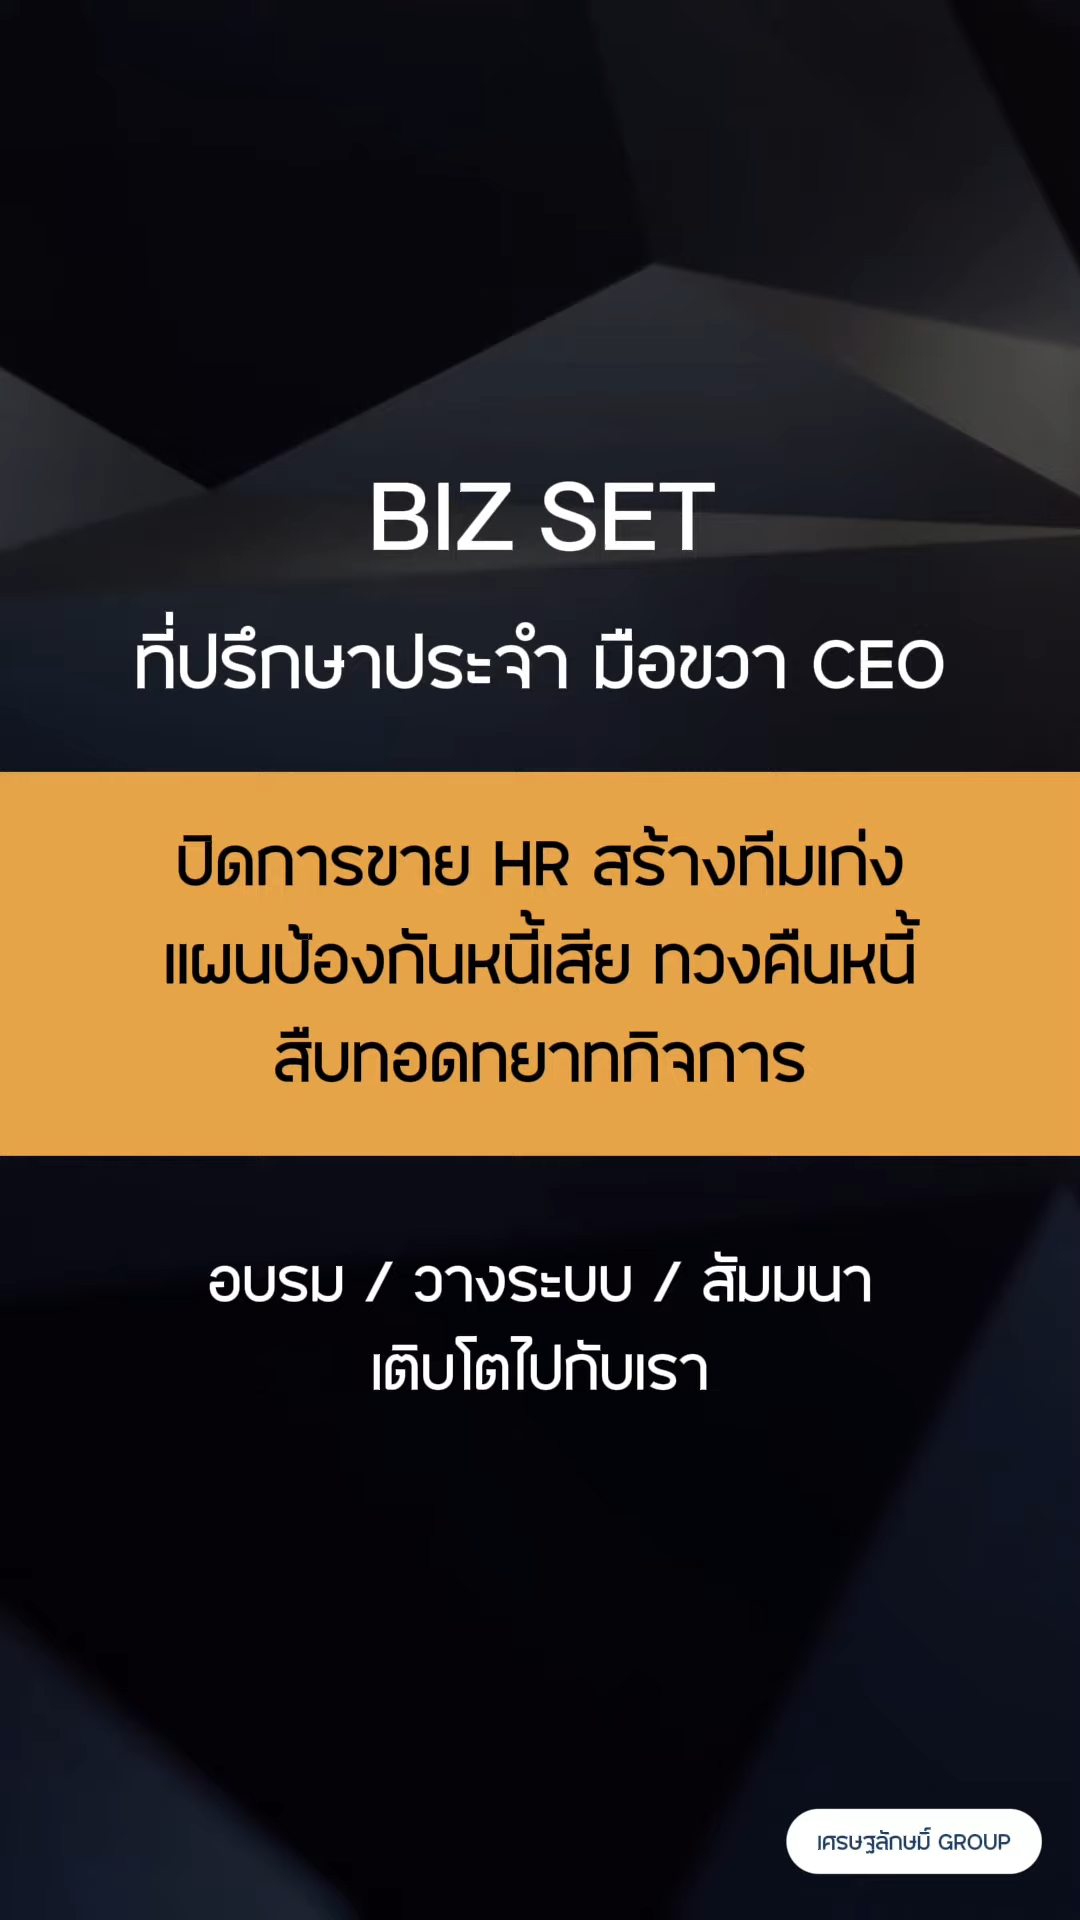 BIZ SET
ที่ปรึกษาประจำ มือขวา CEO
ปิดการขาย HR สร้างทีมเก่ง
แผนป้องกันหนี้เสีย ทวงคืนหนี้
สืบทอดทยาทกิจการ
อบรม / วางระบบ / สัมมนา
เติบโตไปกับเรา
เศรษฐลักษมิ์ GROUP